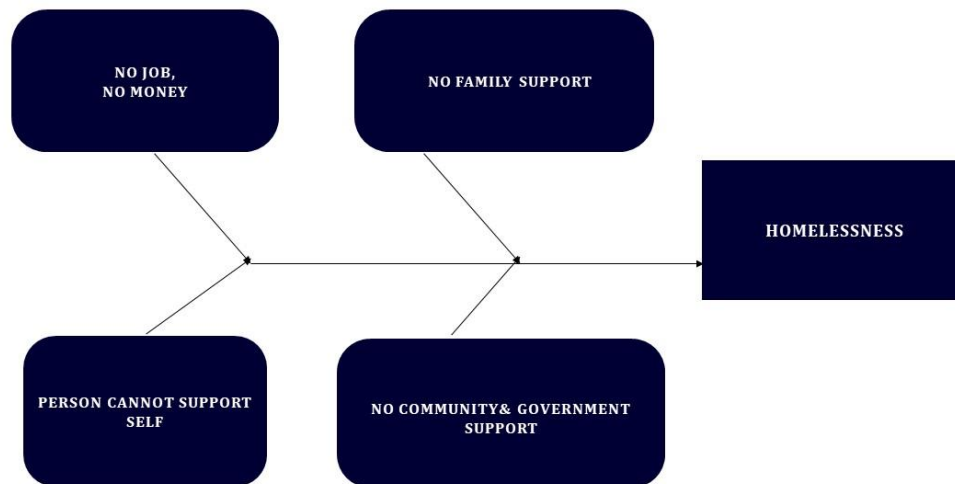 NO JOB,
NO MONEY
NO FAMILY SUPPORT
HOMELESSNESS
PERSON CANNOT SUPPORT
SELF
NO COMMUNITY& GOVERNMENT
SUPPORT